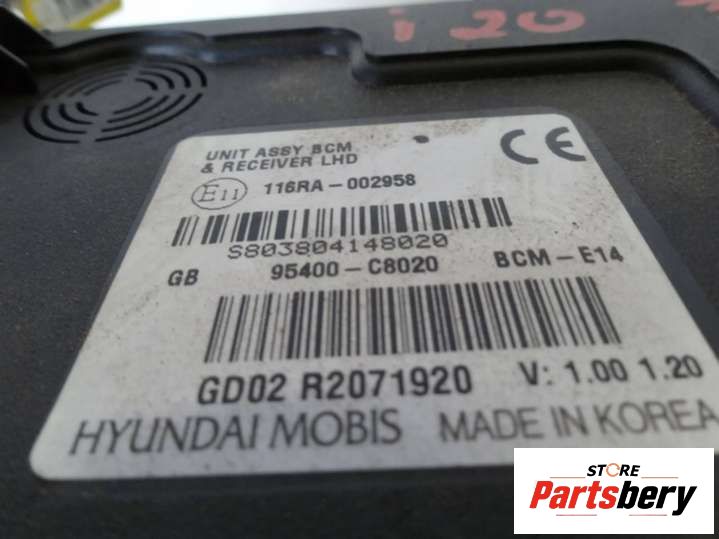 i20
UNIT ASSY BCM
& RECEIVER LHD
CE
E11 116RA-002958
S803804148020
GB 95400-C8020 BCM-E14
GD02 R2071920 V: 1.00 1.20
HYUNDAI MOBIS MADE IN KOREA
STORE
Partsbery